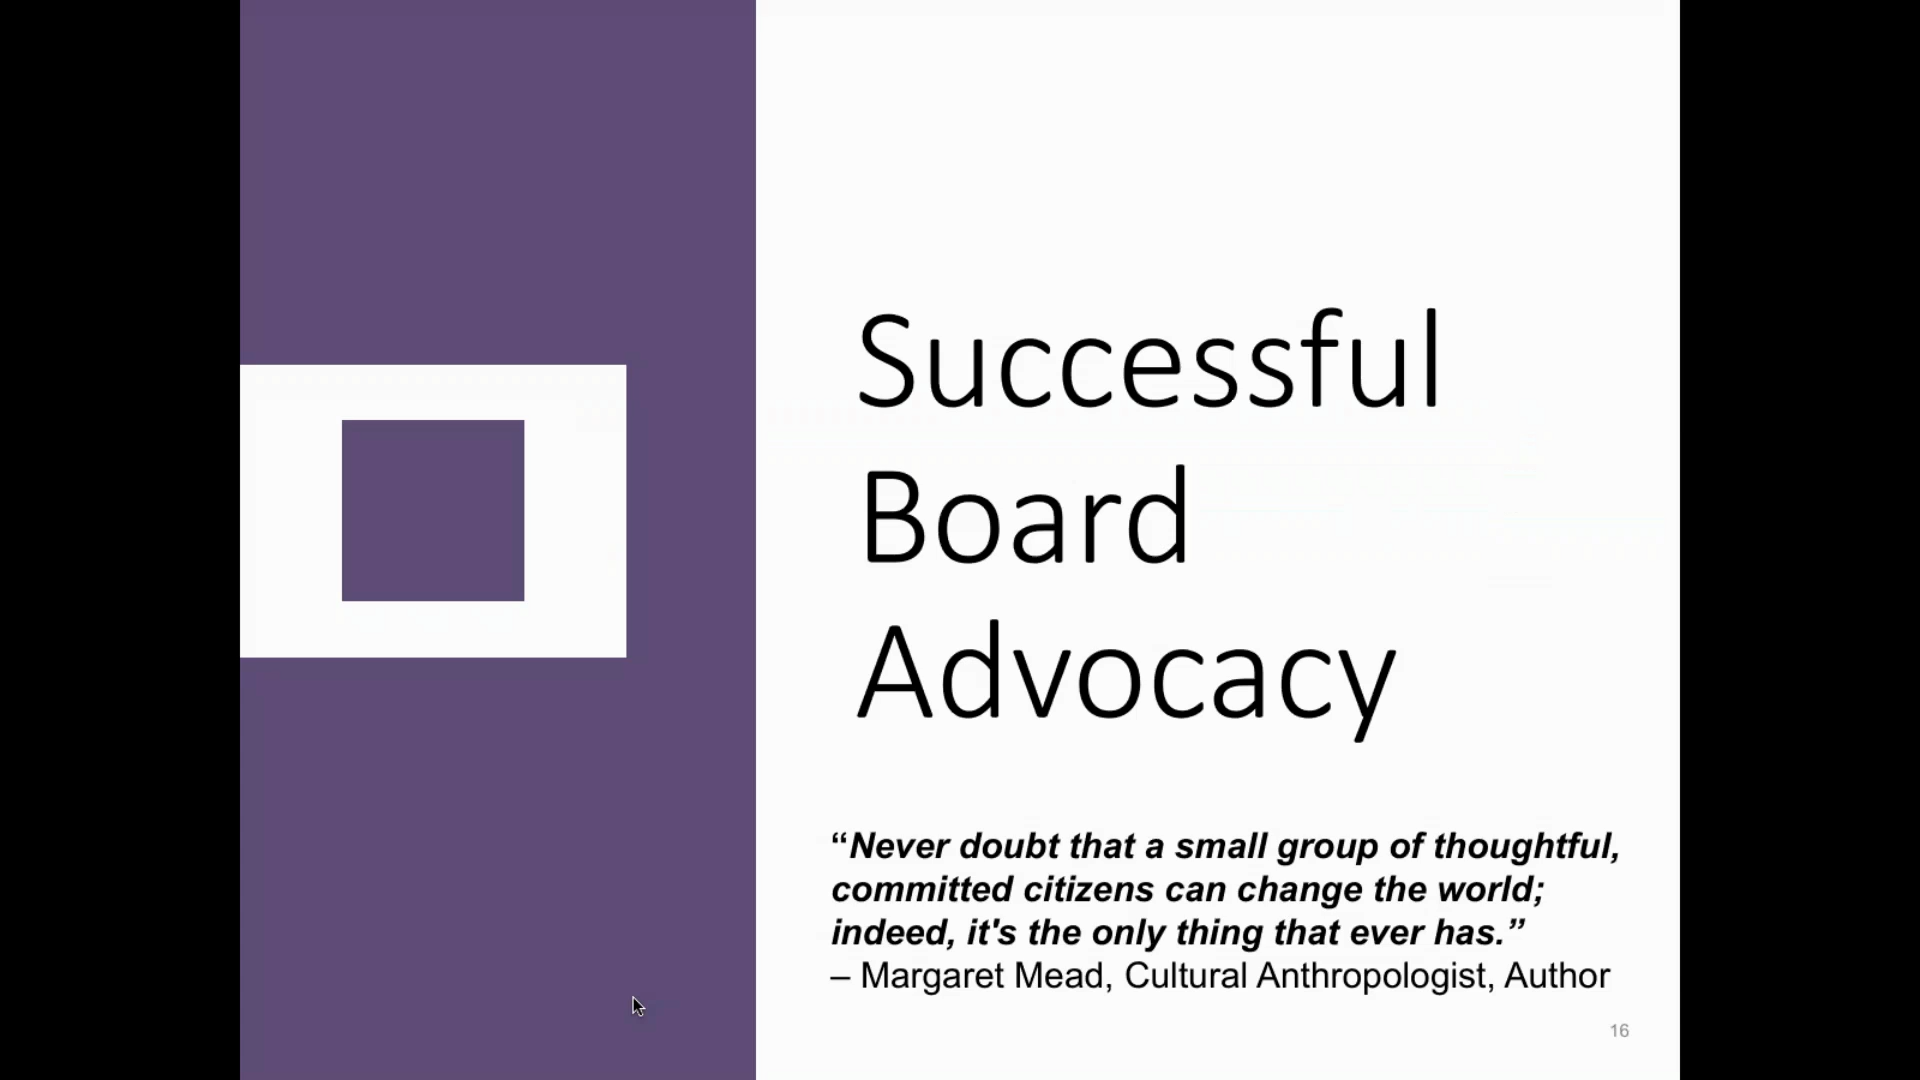 Successful
Board
Advocacy
“Never doubt that a small group of thoughtful,
committed citizens can change the world;
indeed, it's the only thing that ever has.”
– Margaret Mead, Cultural Anthropologist, Author
16